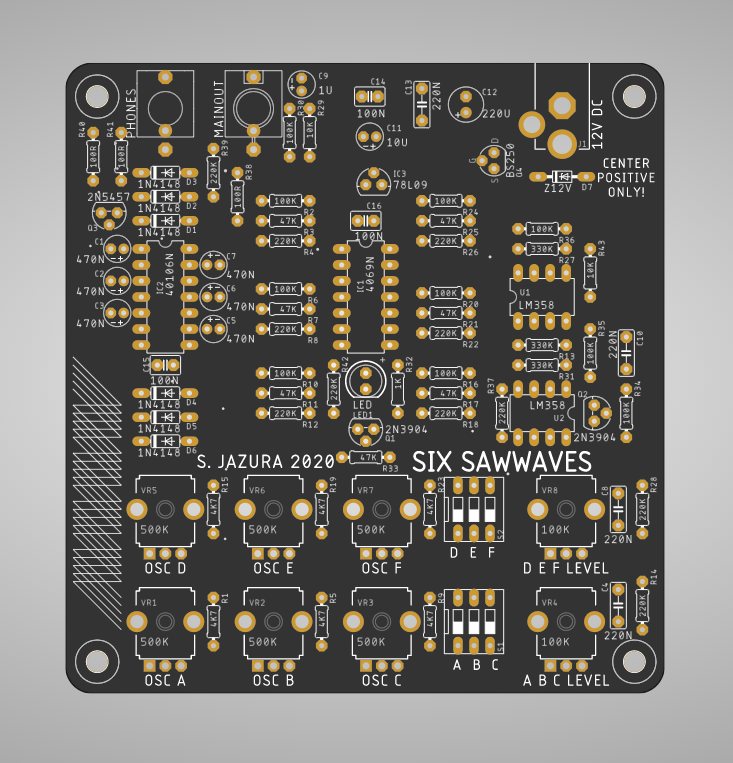 PHONES
MAINOUT
C9
1U
R30
R29
100K
C14
100N
C13
220N
C12
220U
C11
10U
12V DC
J1
R40
100R
R41
100R
R39
220K
R38
100R
BS250
Q4
G
D
S
CENTER
POSITIVE
ONLY!
Z12V
D7
1N4148
D3
1N4148
D2
1N4148
D1
2N5457
Q3
IC3
78L09
C16
100N
100K
R2
47K
R3
220K
R4
100K
R24
47K
R25
220K
R26
100K
R36
330K
R27
R43
10K
C1
470N
C2
470N
C3
470N
IC2
40106N
C7
470N
C6
470N
C5
470N
IC1
4069N
100K
R6
47K
R7
220K
R8
100K
R20
47K
R21
220K
R22
U1
LM358
R35
100K
C10
220N
330K
R13
330K
R31
C15
100N
R42
220K
R32
1K
LED
LED1
100K
R10
47K
R11
220K
R12
100K
R16
47K
R17
220K
R18
R37
220K
LM358
U2
Q2
2N3904
R34
100K
1N4148
D4
1N4148
D5
1N4148
D6
2N3904
Q1
47K
R33
S. JAZURA 2020
SIX SAWWAVES
VR5
500K
OSC D
R15
4K7
VR6
500K
OSC E
R19
4K7
VR7
500K
OSC F
R23
4K7
S2
D E F
VR8
100K
D E F LEVEL
C8
220N
R28
220K
VR1
500K
OSC A
R1
4K7
VR2
500K
OSC B
R5
4K7
VR3
500K
OSC C
R9
4K7
S1
A B C
VR4
100K
A B C LEVEL
C4
220N
R14
220K